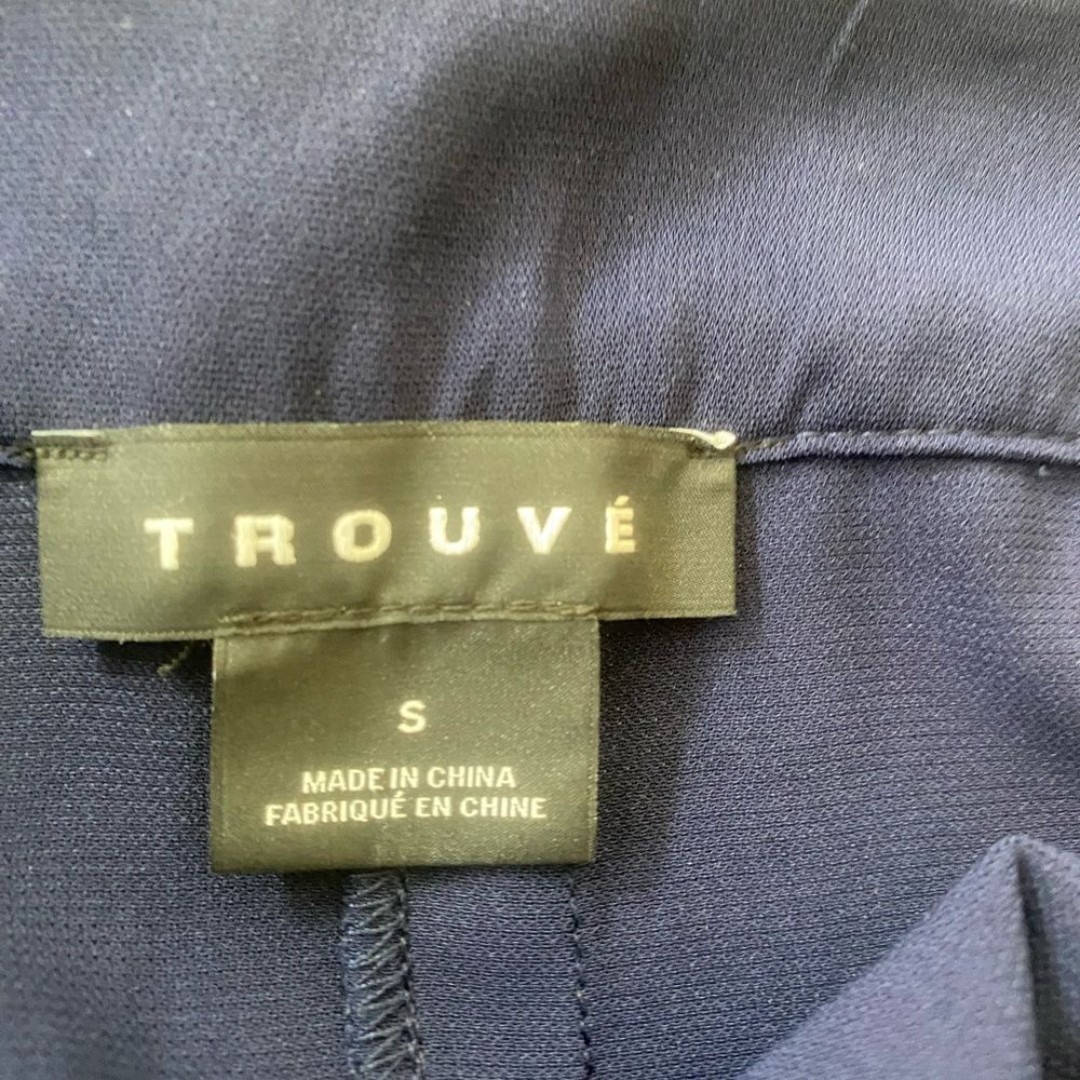 TROUVÉ
S
MADE IN CHINA
FABRIQUÉ EN CHINE